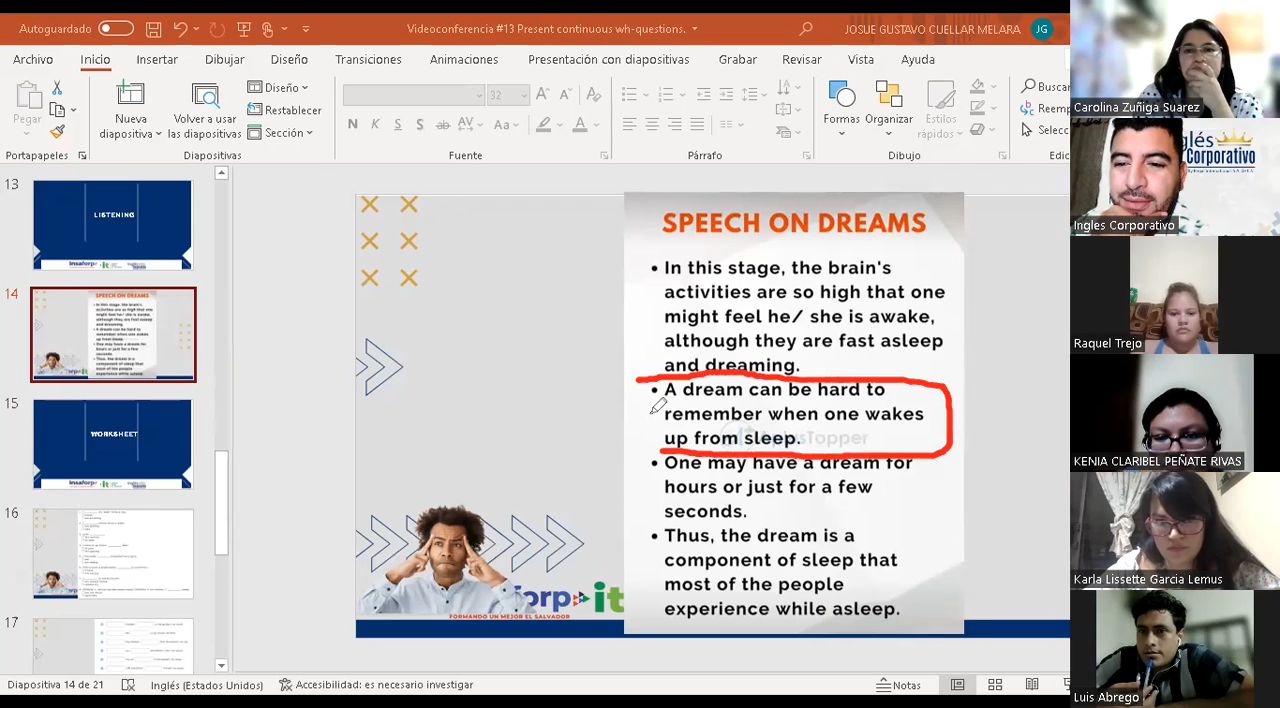 Autoguardado
Videoconferencia #13 Present continuous wh-questions.
JOSUE GUSTAVO CUELLAR MELARA
JG
Archivo
Inicio
Insertar
Dibujar
Diseño
Transiciones
Animaciones
Presentación con diapositivas
Grabar
Revisar
Vista
Ayuda
Pegar
Nueva
diapositiva
Volver a usar
las diapositivas
Diseño
Restablecer
Sección
32
Formas
Organizar
Estilos
rápidos
Buscar
Reemp
Selecc
Portapapeles
Diapositivas
Fuente
Párrafo
Dibujo
Edic
13
LISTENING
14
15
WORKSHEET
16
17
SPEECH ON DREAMS
• In this stage, the brain's
activities are so high that one
might feel he/ she is awake,
although they are fast asleep
and dreaming.
• A dream can be hard to
remember when one wakes
up from sleep.
• One may have a dream for
hours or just for a few
seconds.
• Thus, the dream is a
component of sleep that
most of the people
experience while asleep.
FORMANDO UN MEJOR EL SALVADOR
Diapositiva 14 de 21
Inglés (Estados Unidos)
Accesibilidad: es necesario investigar
Notas
Carolina Zuñiga Suarez
Ingles Corporativo
Raquel Trejo
KENIA CLARIBEL PEÑATE RIVAS
Karla Lissette Garcia Lemus
Luis Abrego